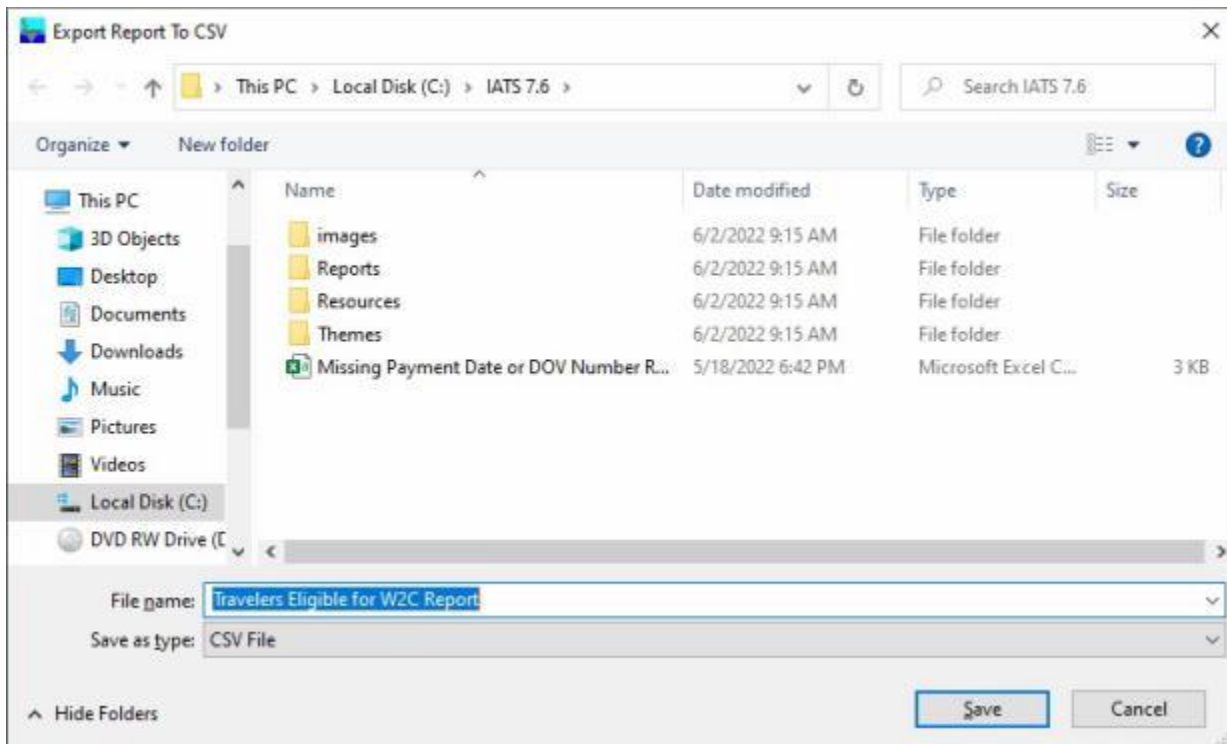 Export Report To CSV
This PC > Local Disk (C:) > IATS 7.6 >
Search IATS 7.6
Organize
New folder
Name Date modified Type Size
This PC
3D Objects
Desktop
Documents
Downloads
Music
Pictures
Videos
Local Disk (C:)
DVD RW Drive (D
images 6/2/2022 9:15 AM File folder
Reports 6/2/2022 9:15 AM File folder
Resources 6/2/2022 9:15 AM File folder
Themes 6/2/2022 9:15 AM File folder
Missing Payment Date or DOV Number R... 5/18/2022 6:42 PM Microsoft Excel C... 3 KB
File name: Travelers Eligible for W2C Report
Save as type: CSV File
Hide Folders
Save
Cancel